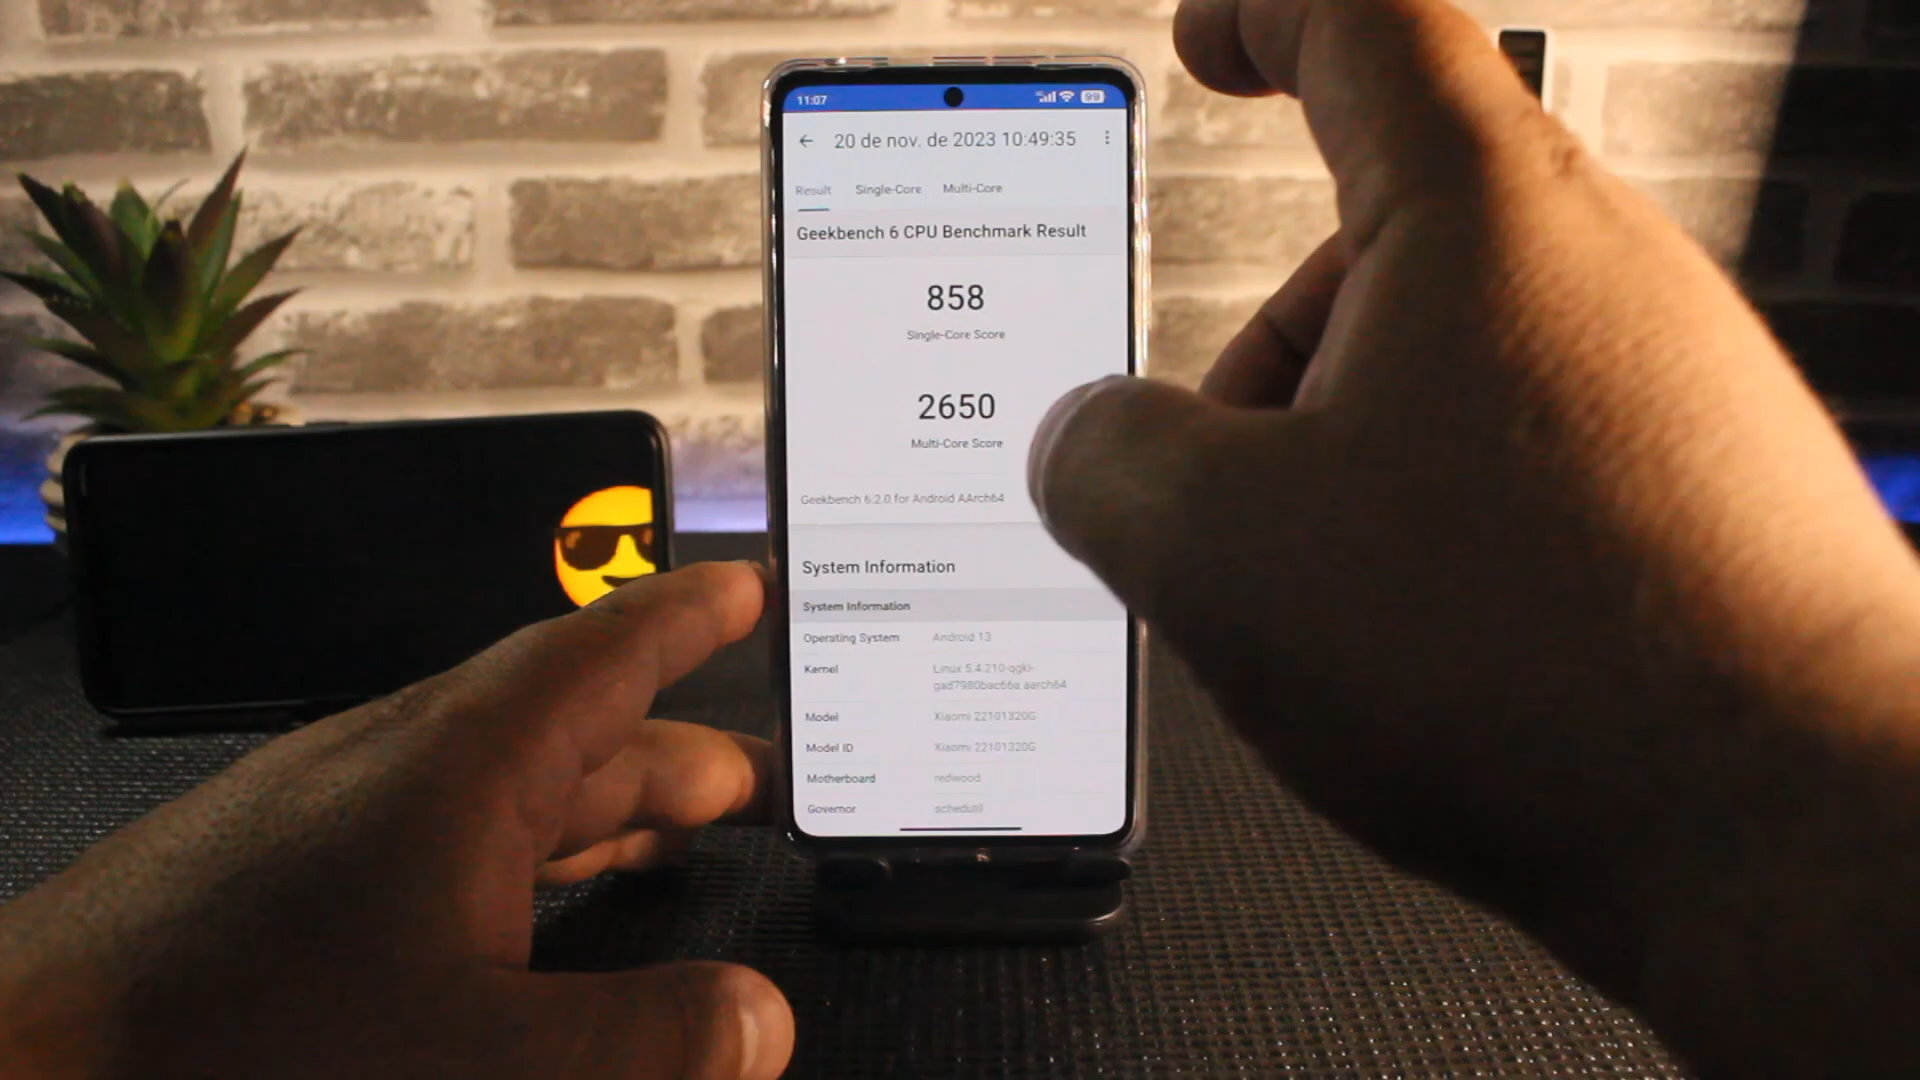 11:07 99
20 de nov. de 2023 10:49:35
Result Single-Core Multi-Core
Geekbench 6 CPU Benchmark Result
858
Single-Core Score
2650
Multi-Core Score
Geekbench 6.2.0 for Android AArch64
System Information
System Information
Operating System Android 13
Kernel Linux 5.4.210-qgki-
gad7980bac66a aarch64
Model Xiaomi 22101320G
Model ID Xiaomi 22101320G
Motherboard redwood
Governor schedutil